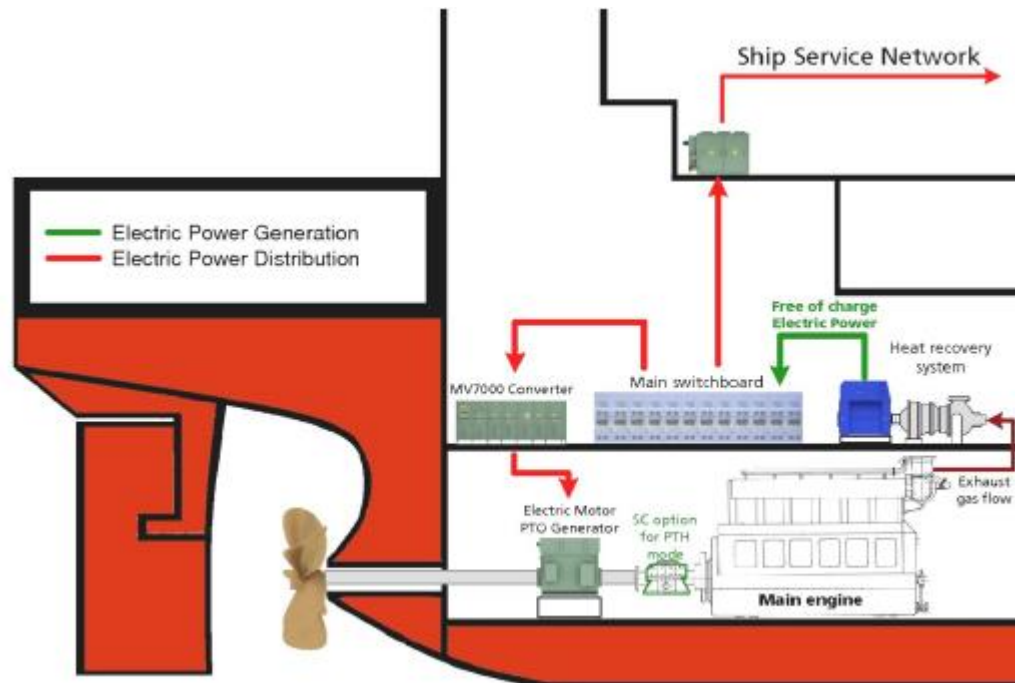 Ship Service Network
Electric Power Generation
Electric Power Distribution
Free of charge
Electric Power
Heat recovery
system
MV7000 Converter
Main switchboard
Exhaust
gas flow
Electric Motor
PTO Generator
SC option
for PTH
mode
Main engine